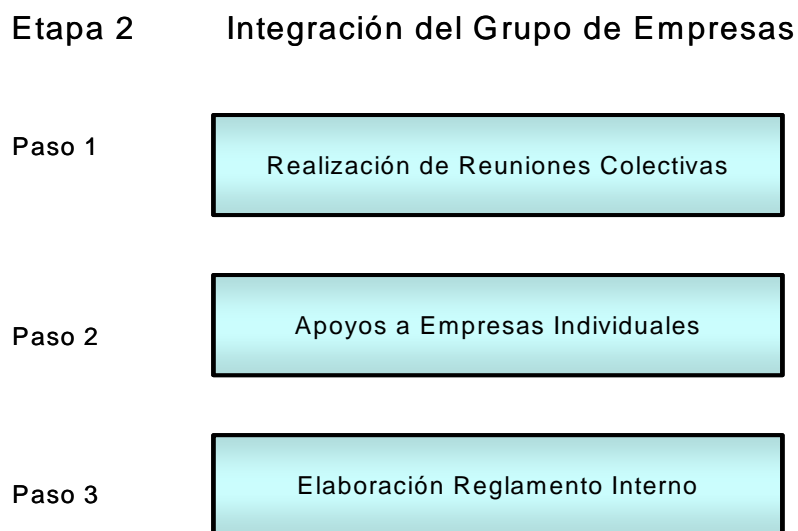 Etapa 2 Integración del Grupo de Empresas
Paso 1 Realización de Reuniones Colectivas
Paso 2 Apoyos a Empresas Individuales
Paso 3 Elaboración Reglamento Interno